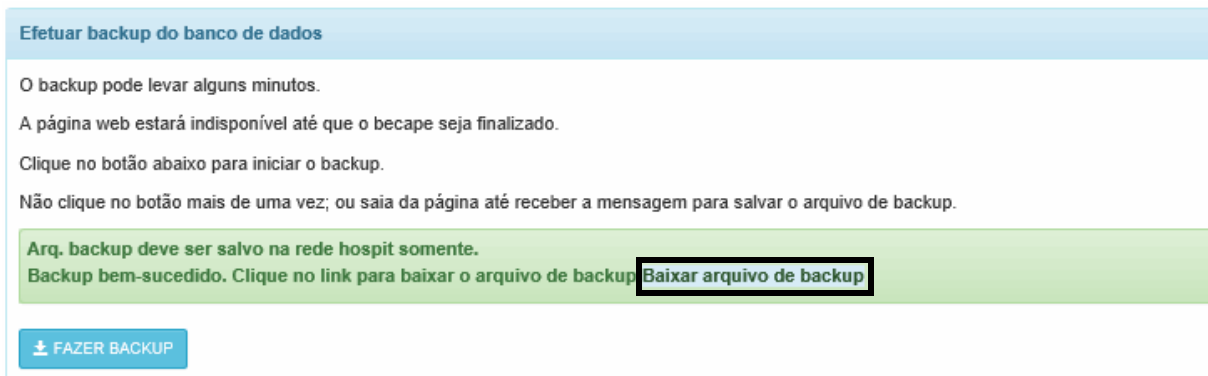 Efetuar backup do banco de dados
O backup pode levar alguns minutos.
A página web estará indisponível até que o becape seja finalizado.
Clique no botão abaixo para iniciar o backup.
Não clique no botão mais de uma vez; ou saia da página até receber a mensagem para salvar o arquivo de backup.
Arq. backup deve ser salvo na rede hospit somente.
Backup bem-sucedido. Clique no link para baixar o arquivo de backup Baixar arquivo de backup
FAZER BACKUP